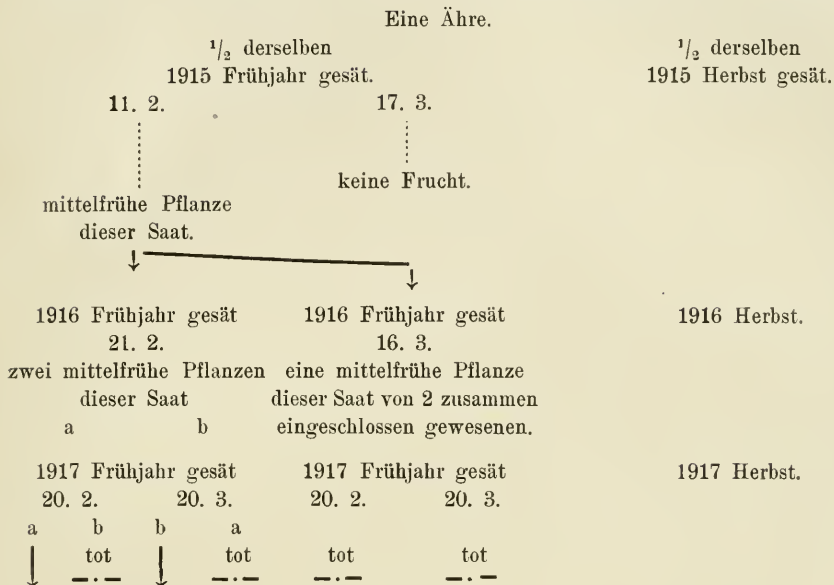 Eine Ähre.
¹/₂ derselben ¹/₂ derselben
1915 Frühjahr gesät. 1915 Herbst gesät.
11. 2. 17. 3.
keine Frucht.
mittelfrühe Pflanze
dieser Saat.
1916 Frühjahr gesät 1916 Frühjahr gesät 1916 Herbst.
21. 2. 16. 3.
zwei mittelfrühe Pflanzen eine mittelfrühe Pflanze
dieser Saat dieser Saat von 2 zusammen
a b eingeschlossen gewesenen.
1917 Frühjahr gesät 1917 Frühjahr gesät 1917 Herbst.
20. 2. 20. 3. 20. 2. 20. 3.
a b b a
tot tot tot tot